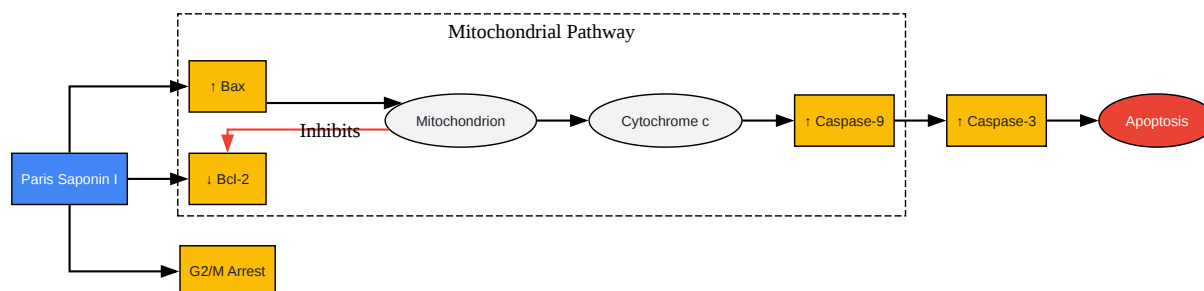 Mitochondrial Pathway
↑ Bax
Mitochondrion
Cytochrome c
↑ Caspase-9
↑ Caspase-3
Apoptosis
Inhibits
Paris Saponin I
↓ Bcl-2
G2/M Arrest